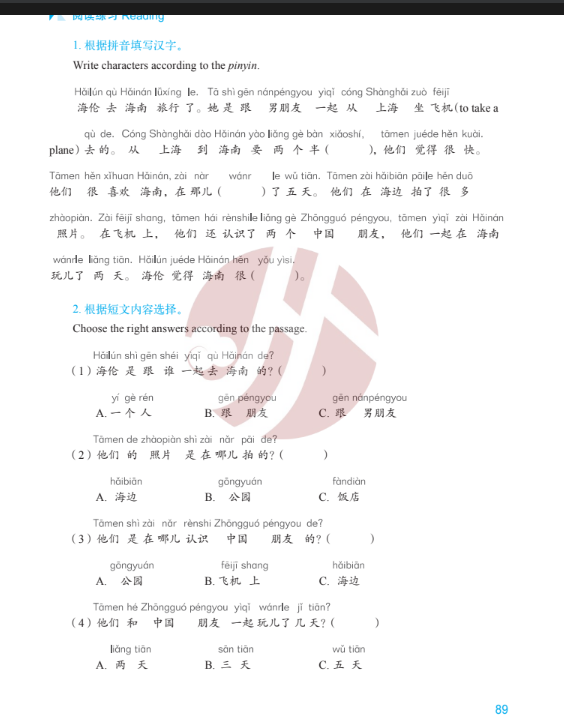 阅读练习 Reading
1. 根据拼音填写汉字。
Write characters according to the pinyin.
Hǎilún qù Hǎinán lǚxíng le. Tā shì gēn nánpéngyou yìqǐ cóng Shànghǎi zuò fēijī
海伦 去 海南 旅行 了。她 是 跟 男朋友 一起 从 上海 坐 飞机(to take a
qù de. Cóng Shànghǎi dào Hǎinán yào liǎng gè bàn xiǎoshí, tāmen juéde hěn kuài.
plane) 去 的。 从 上海 到 海南 要 两 个 半 ( ), 他们 觉得 很 快。
Tāmen hěn xǐhuan Hǎinán, zài nàr wánr le wǔ tiān. Tāmen zài hǎibiān pāile hěn duō
他们 很 喜欢 海南, 在 那儿 ( ) 了 五 天。 他们 在 海边 拍了 很 多
zhàopiàn. Zài fēijī shang, tāmen hái rènshile liǎng gè Zhōngguó péngyou, tāmen yìqǐ zài Hǎinán
照片。 在 飞机 上, 他们 还 认识了 两 个 中国 朋友, 他们 一起 在 海南
wánrle liǎng tiān. Hǎilún juéde Hǎinán hěn yǒu yìsi.
玩儿了 两 天。 海伦 觉得 海南 很 ( )。
2. 根据短文内容选择。
Choose the right answers according to the passage.
Hǎilún shì gēn shéi yìqǐ qù Hǎinán de?
(1) 海伦 是 跟 谁 一起 去 海南 的? ( )
yí gè rén gēn péngyou gēn nánpéngyou
A. 一 个 人 B. 跟 朋友 C. 跟 男朋友
Tāmen de zhàopiàn shì zài nǎr pāi de?
(2) 他们 的 照片 是 在 哪儿 拍 的? ( )
hǎibiān gōngyuán fàndiàn
A. 海边 B. 公园 C. 饭店
Tāmen shì zài nǎr rènshi Zhōngguó péngyou de?
(3) 他们 是 在 哪儿 认识 中国 朋友 的? ( )
gōngyuán fēijī shang hǎibiān
A. 公园 B. 飞机 上 C. 海边
Tāmen hé Zhōngguó péngyou yìqǐ wánrle jǐ tiān?
(4) 他们 和 中国 朋友 一起 玩儿了 几 天? ( )
liǎng tiān sān tiān wǔ tiān
A. 两 天 B. 三 天 C. 五 天
89